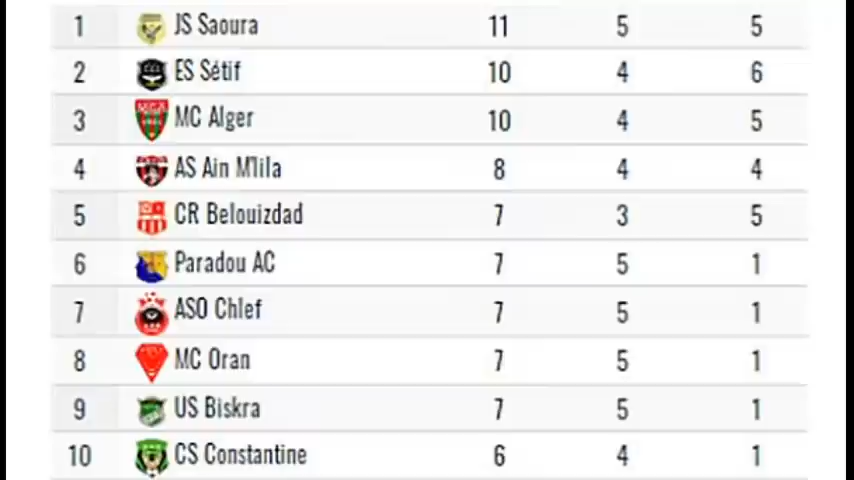 1 JS Saoura 11 5 5
2 ES Sétif 10 4 6
3 MC Alger 10 4 5
4 AS Ain M'lila 8 4 4
5 CR Belouizdad 7 3 5
6 Paradou AC 7 5 1
7 ASO Chlef 7 5 1
8 MC Oran 7 5 1
9 US Biskra 7 5 1
10 CS Constantine 6 4 1